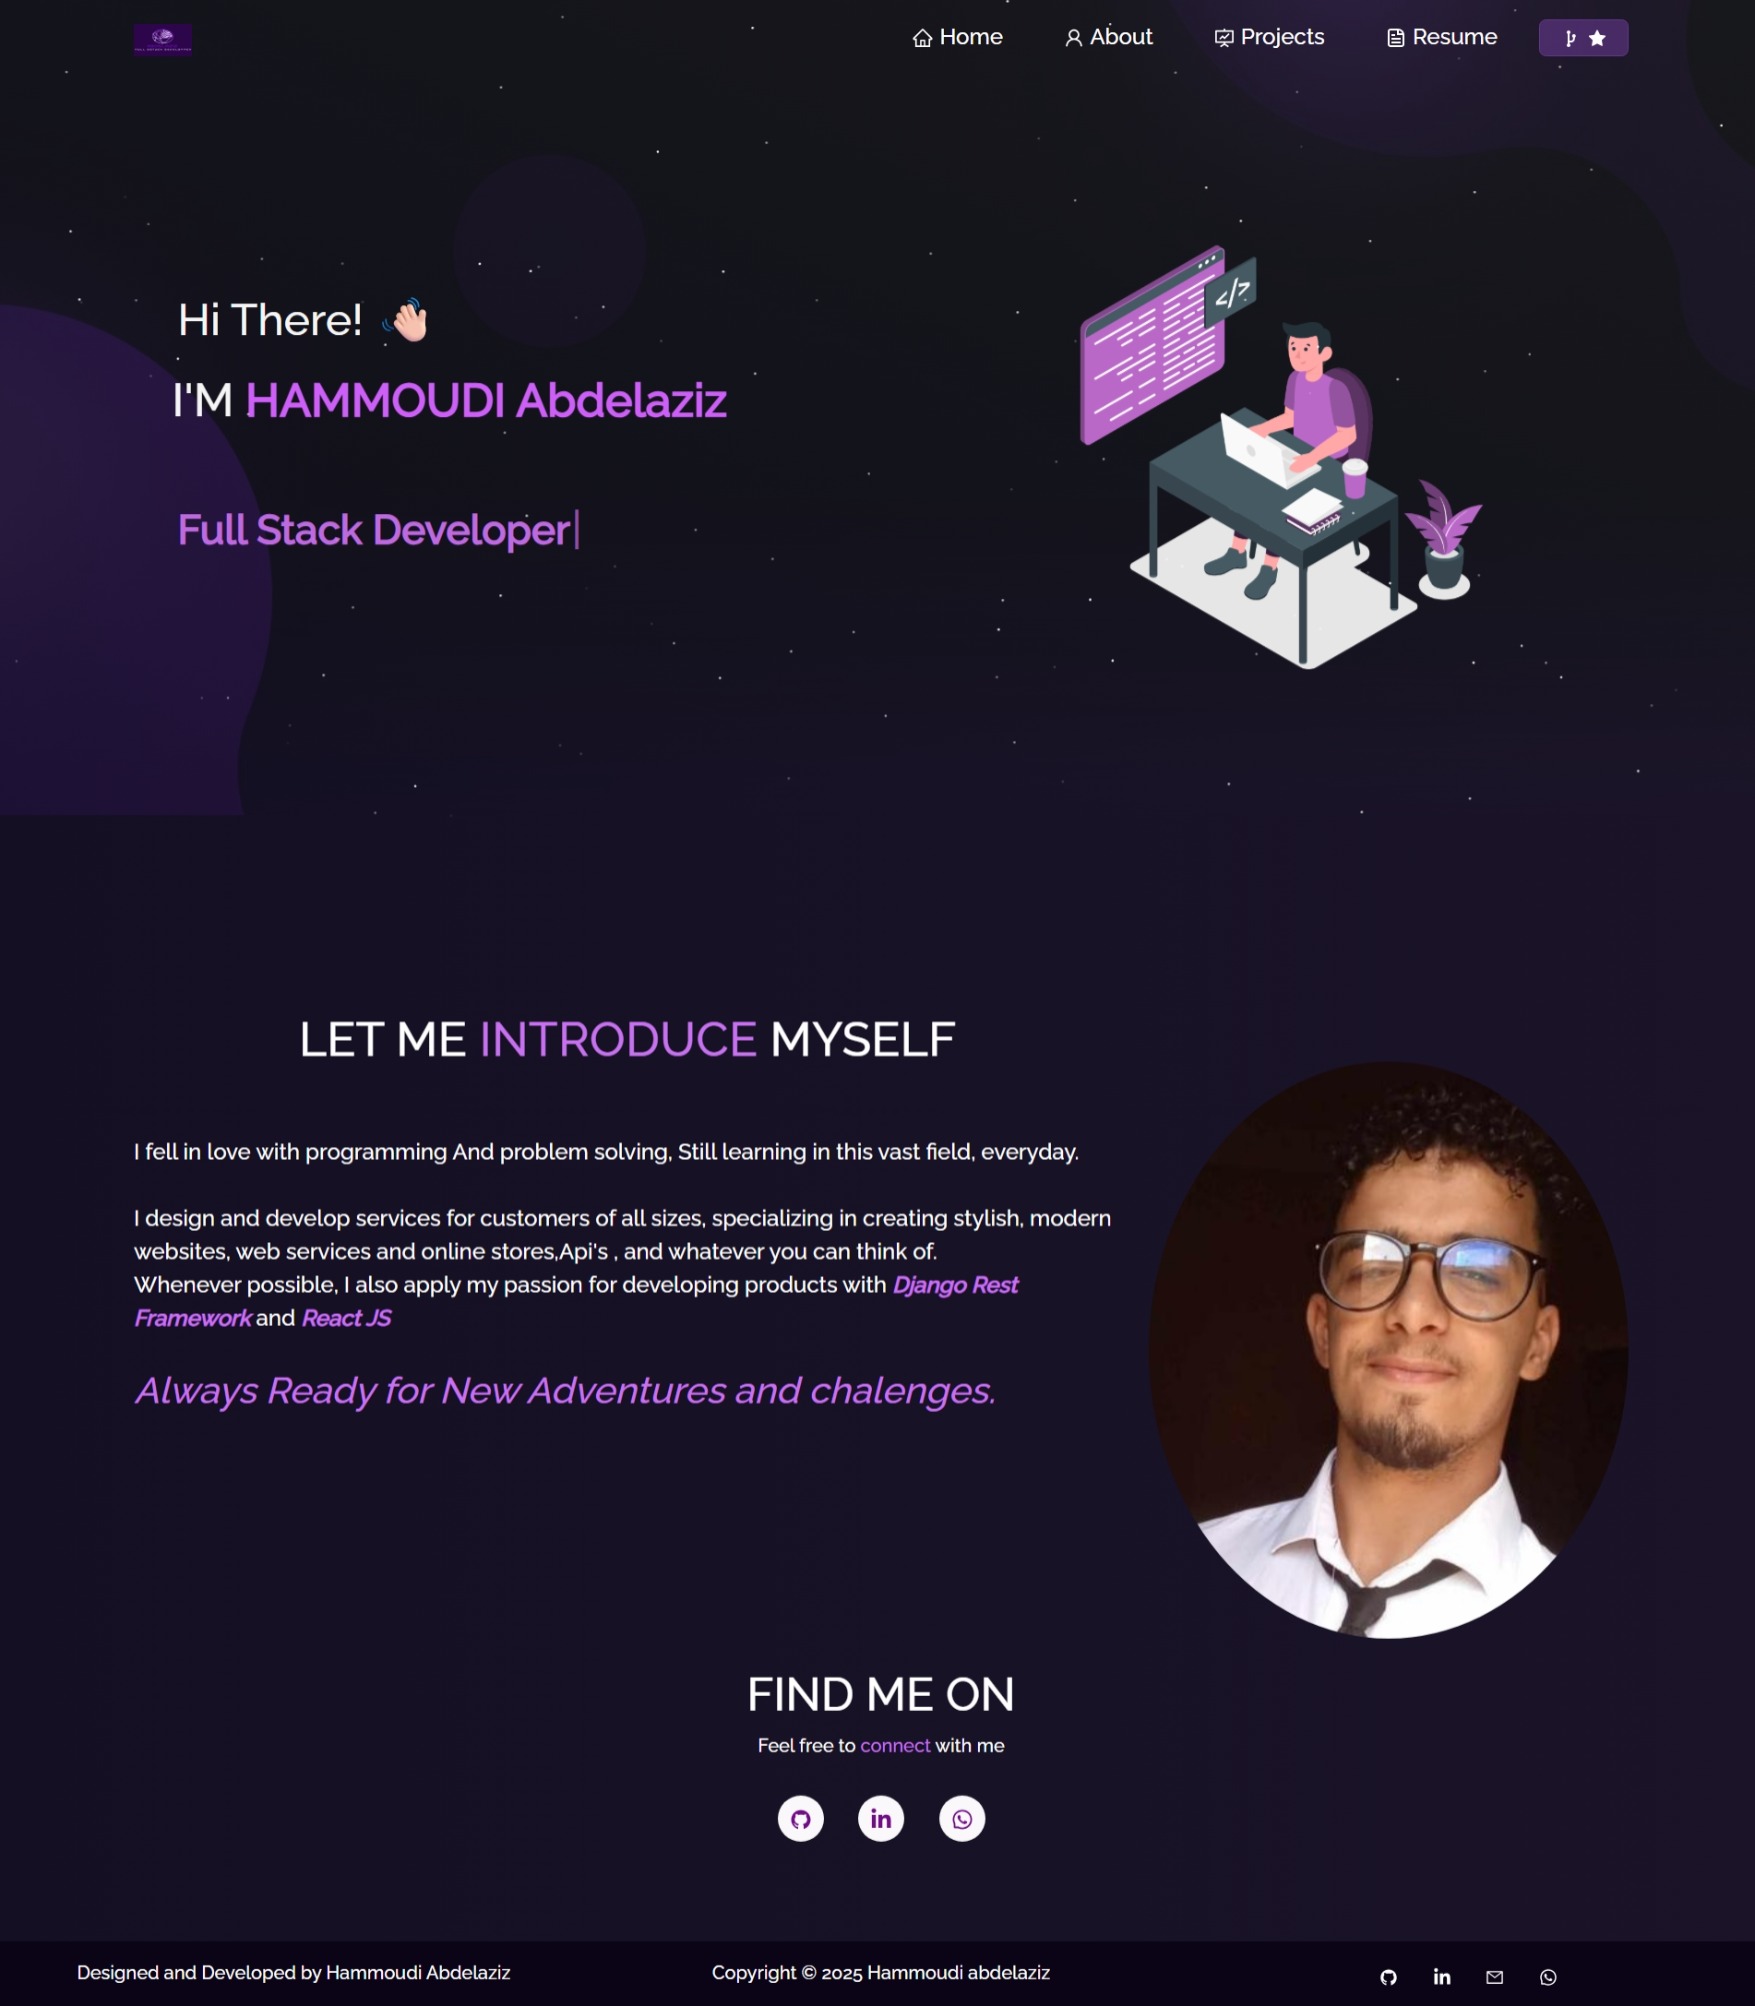 Home
About
Projects
Resume
Hi There! 👋🏻
I'M HAMMOUDI Abdelaziz
Full Stack Developer
</>
LET ME INTRODUCE MYSELF
I fell in love with programming And problem solving, Still learning in this vast field, everyday.
I design and develop services for customers of all sizes, specializing in creating stylish, modern
websites, web services and online stores,Api's , and whatever you can think of.
Whenever possible, I also apply my passion for developing products with Django Rest
Framework and React JS
Always Ready for New Adventures and chalenges.
FIND ME ON
Feel free to connect with me
in
Designed and Developed by Hammoudi Abdelaziz
Copyright © 2025 Hammoudi abdelaziz
in